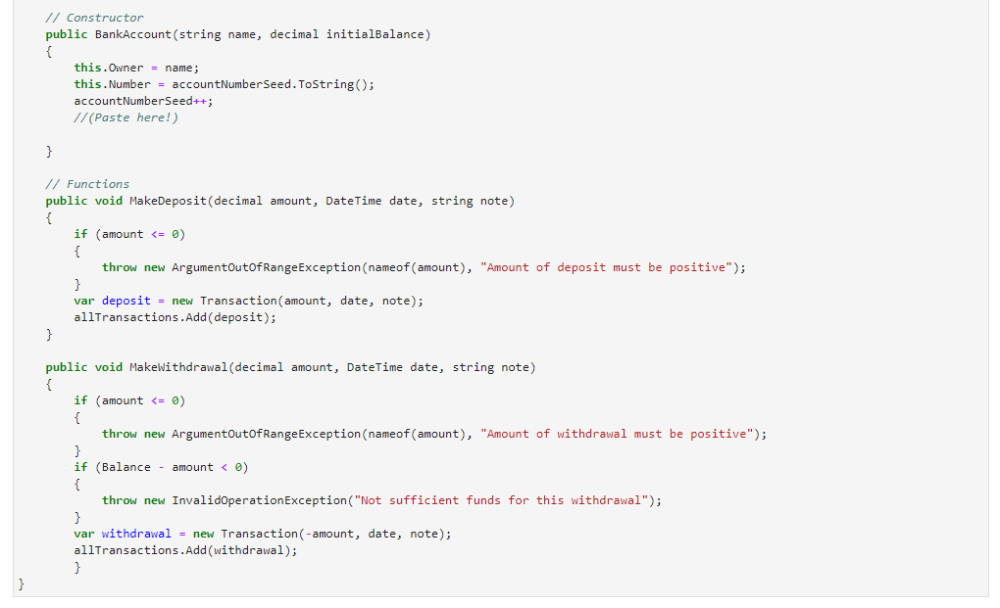 // Constructor
public BankAccount(string name, decimal initialBalance)
{
this.Owner = name;
this.Number = accountNumberSeed.ToString();
accountNumberSeed++;
//(Paste here!)
}
// Functions
public void MakeDeposit(decimal amount, DateTime date, string note)
{
if (amount <= 0)
{
throw new ArgumentOutOfRangeException(nameof(amount), "Amount of deposit must be positive");
}
var deposit = new Transaction(amount, date, note);
allTransactions.Add(deposit);
}
public void MakeWithdrawal(decimal amount, DateTime date, string note)
{
if (amount <= 0)
{
throw new ArgumentOutOfRangeException(nameof(amount), "Amount of withdrawal must be positive");
}
if (Balance - amount < 0)
{
throw new InvalidOperationException("Not sufficient funds for this withdrawal");
}
var withdrawal = new Transaction(-amount, date, note);
allTransactions.Add(withdrawal);
}
}